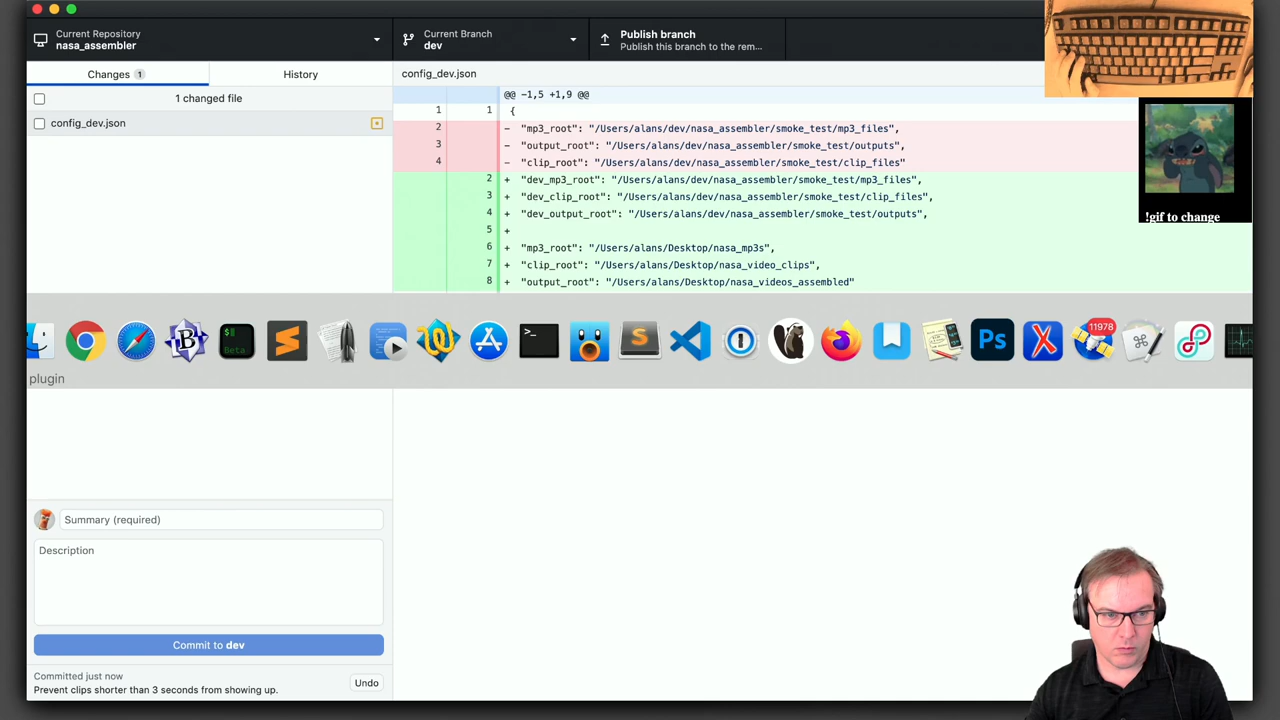 Current Repository
nasa_assembler
Current Branch
dev
Publish branch
Publish this branch to the rem...
Changes 1
History
config_dev.json
1 changed file
config_dev.json
@@ -1,5 +1,9 @@
1 1 {
2 - "mp3_root": "/Users/alans/dev/nasa_assembler/smoke_test/mp3_files",
3 - "output_root": "/Users/alans/dev/nasa_assembler/smoke_test/outputs",
4 - "clip_root": "/Users/alans/dev/nasa_assembler/smoke_test/clip_files"
2 + "dev_mp3_root": "/Users/alans/dev/nasa_assembler/smoke_test/mp3_files",
3 + "dev_clip_root": "/Users/alans/dev/nasa_assembler/smoke_test/clip_files",
4 + "dev_output_root": "/Users/alans/dev/nasa_assembler/smoke_test/outputs",
5 +
6 + "mp3_root": "/Users/alans/Desktop/nasa_mp3s",
7 + "clip_root": "/Users/alans/Desktop/nasa_video_clips",
8 + "output_root": "/Users/alans/Desktop/nasa_videos_assembled"
!gif to change
$
Beta
>_
S
Ps
X
11978
plugin
Summary (required)
Description
Commit to dev
Committed just now
Prevent clips shorter than 3 seconds from showing up.
Undo